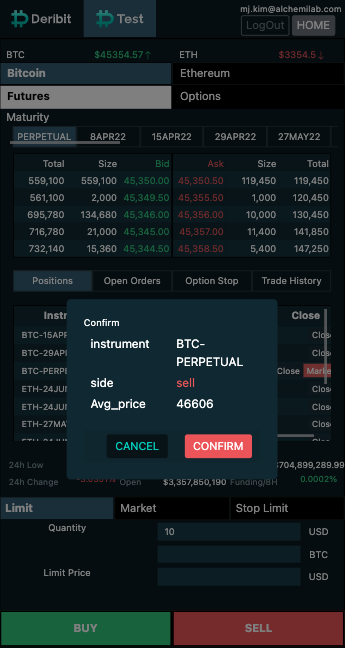 Deribit Test mj.kim@alchemilab.com
LogOut HOME
BTC $45354.57↑ ETH $3354.5↓
Bitcoin Ethereum
Futures Options
Maturity
PERPETUAL 8APR22 15APR22 29APR22 27MAY22
Total Size Bid Ask Size Total
559,100 559,100 45,350.00 45,350.50 119,450 119,450
561,100 2,000 45,349.50 45,355.50 1,000 120,450
695,780 134,680 45,346.00 45,356.00 10,000 130,450
716,780 21,000 45,345.00 45,357.00 11,400 141,850
732,140 15,360 45,344.50 45,358.50 5,400 147,250
Positions Open Orders Option Stop Trade History
Instr Close
BTC-15AP Close
BTC-29AP Close
BTC-PERP Close Marke
ETH-24JUN Close
ETH-24JUN Close
ETH-27MA Close
ETH-24JUN Close
Confirm
instrument BTC-
PERPETUAL
side sell
Avg_price 46606
CANCEL CONFIRM
24h Low 704,899,289.99
24h Change Open $3,357,850,190 Funding/8H 0.0002%
Limit Market Stop Limit
Quantity 10 USD
BTC
Limit Price USD
BUY SELL